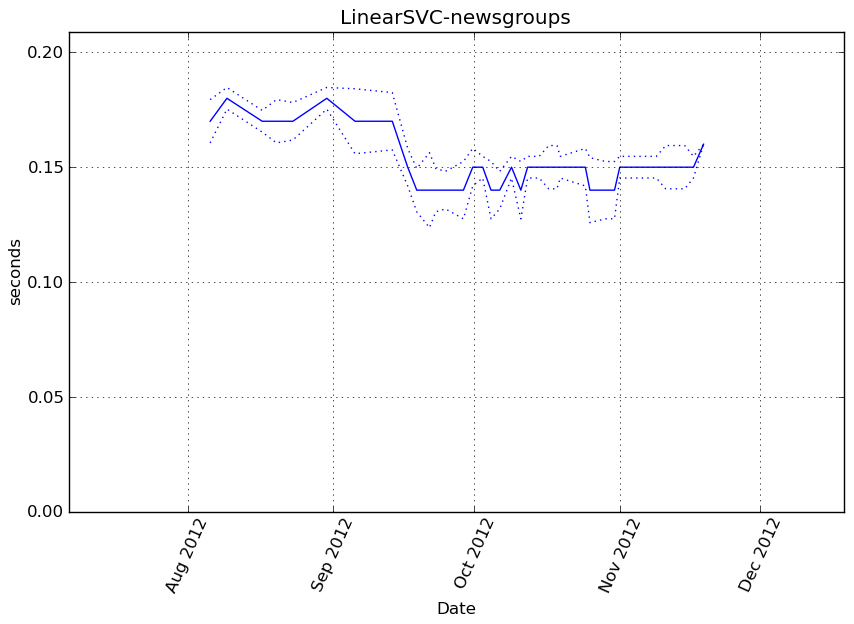 LinearSVC-newsgroups
0.20
0.15
0.10
0.05
0.00
seconds
Aug 2012
Sep 2012
Oct 2012
Nov 2012
Dec 2012
Date